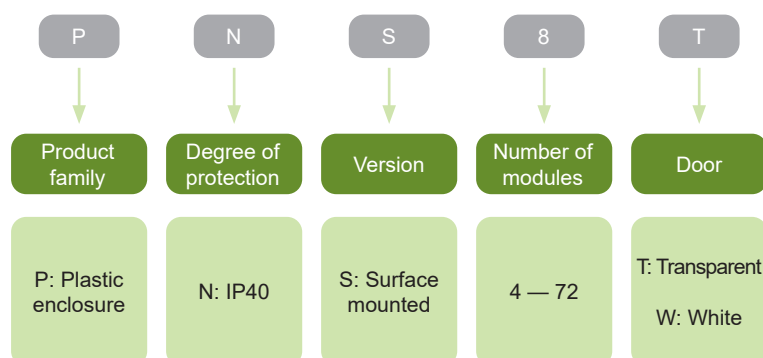 P N S 8 T
Product
family
Degree of
protection
Version
Number of
modules
Door
P: Plastic
enclosure
N: IP40
S: Surface
mounted
4 — 72
T: Transparent
W: White